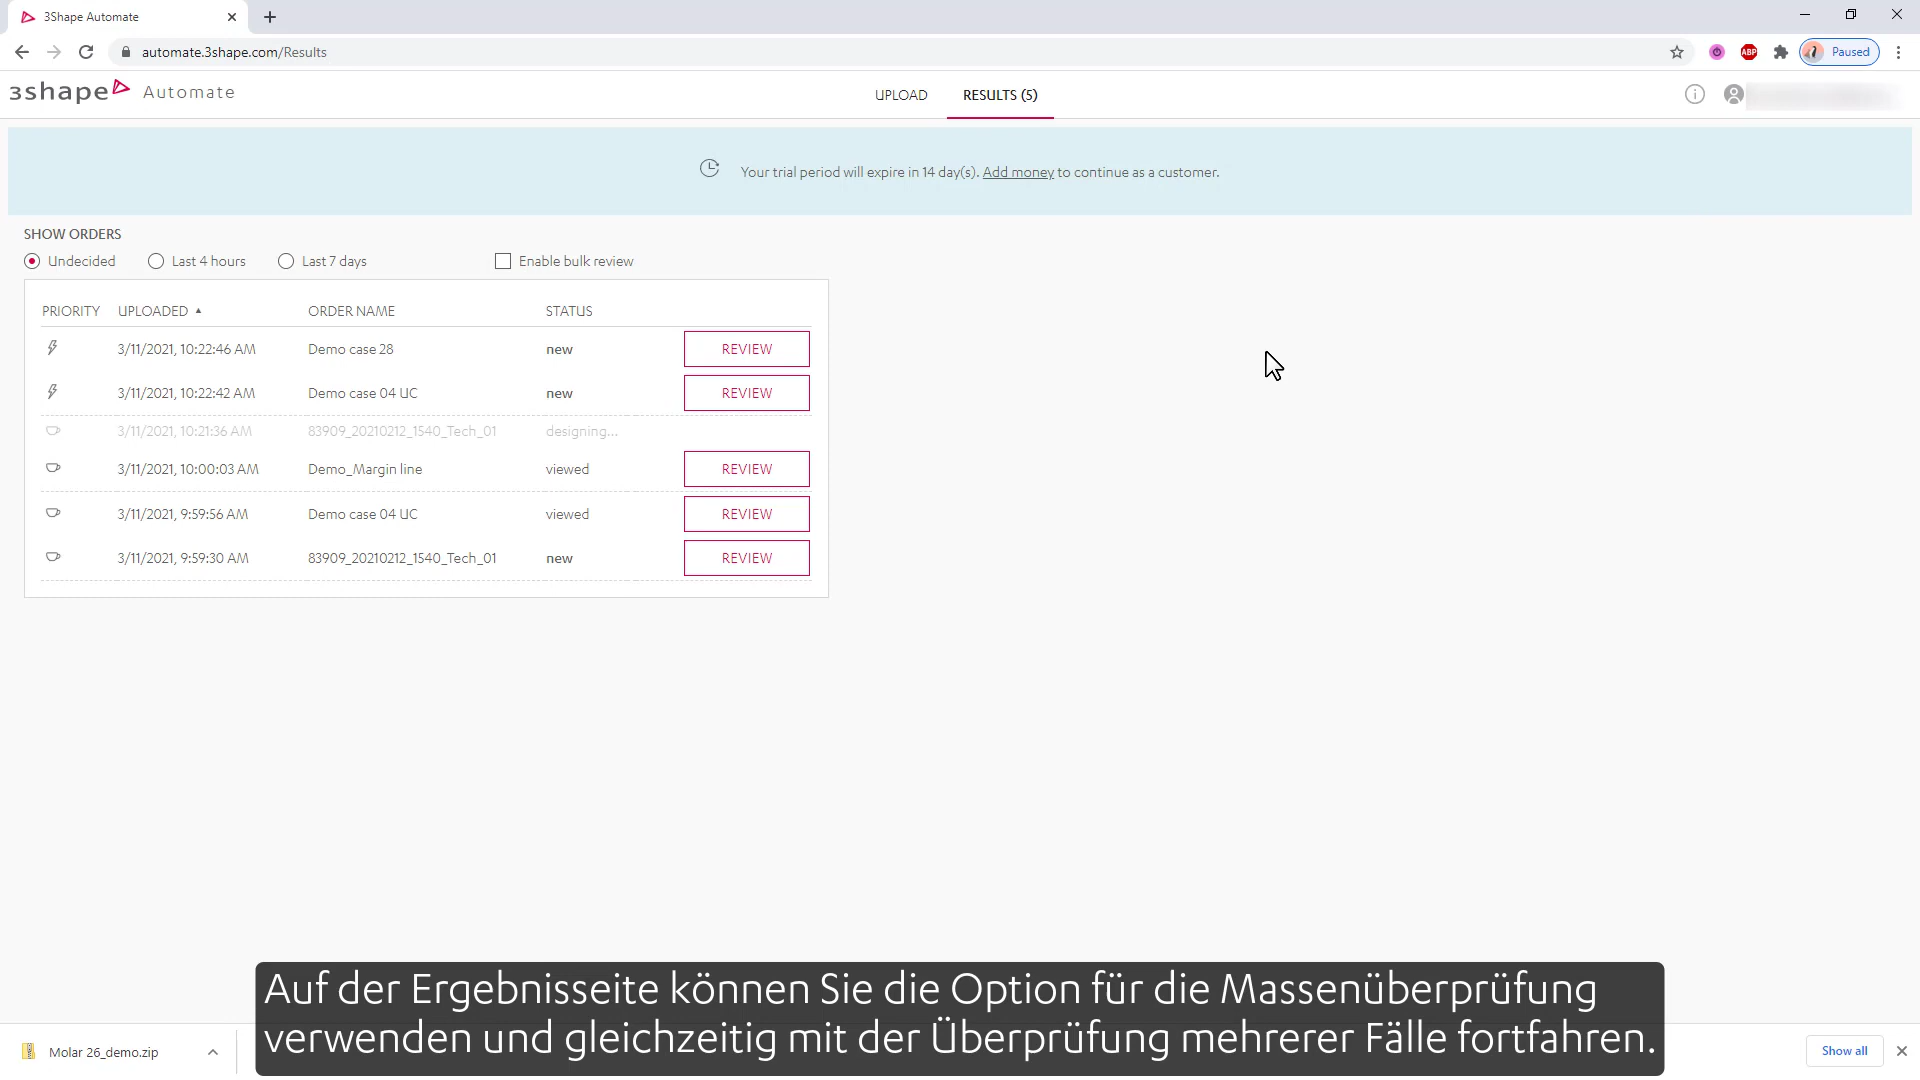 3Shape Automate
automate.3shape.com/Results
ABP
Paused
3shape Automate
UPLOAD
RESULTS (5)
Your trial period will expire in 14 day(s). Add money to continue as a customer.
SHOW ORDERS
Undecided
Last 4 hours
Last 7 days
Enable bulk review
PRIORITY UPLOADED ORDER NAME STATUS
3/11/2021, 10:22:46 AM Demo case 28 new REVIEW
3/11/2021, 10:22:42 AM Demo case 04 UC new REVIEW
3/11/2021, 10:21:36 AM 83909_20210212_1540_Tech_01 designing...
3/11/2021, 10:00:03 AM Demo_Margin line viewed REVIEW
3/11/2021, 9:59:56 AM Demo case 04 UC viewed REVIEW
3/11/2021, 9:59:30 AM 83909_20210212_1540_Tech_01 new REVIEW
Auf der Ergebnisseite können Sie die Option für die Massenüberprüfung
verwenden und gleichzeitig mit der Überprüfung mehrerer Fälle fortfahren.
Molar 26_demo.zip
Show all